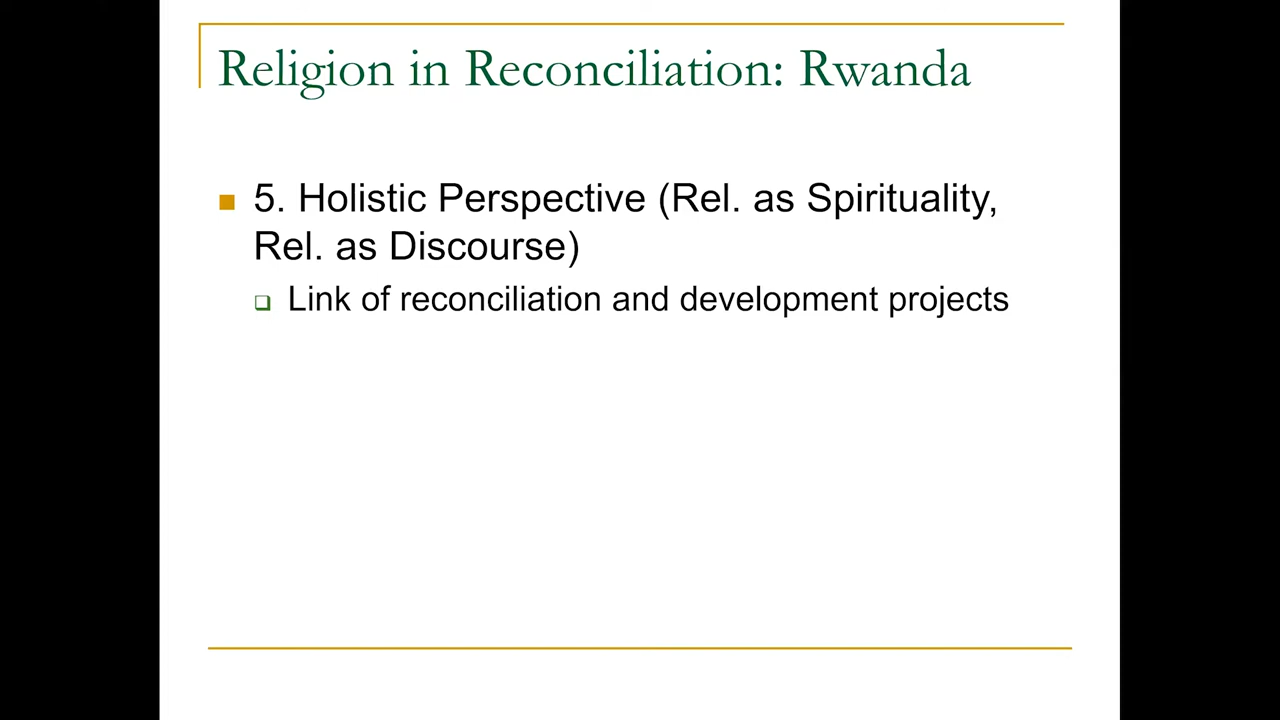 Religion in Reconciliation: Rwanda
5. Holistic Perspective (Rel. as Spirituality,
Rel. as Discourse)
Link of reconciliation and development projects